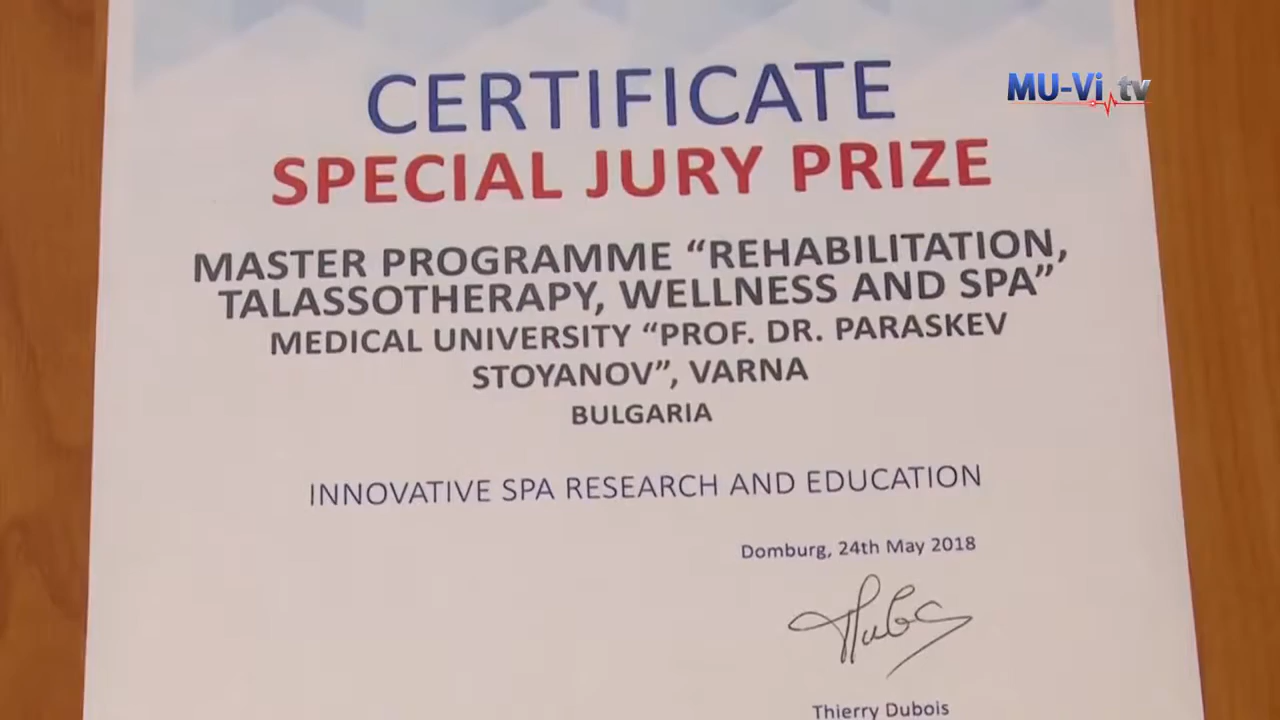 MU-Vi.tv
CERTIFICATE
SPECIAL JURY PRIZE
MASTER PROGRAMME “REHABILITATION,
TALASSOTHERAPY, WELLNESS AND SPA”
MEDICAL UNIVERSITY “PROF. DR. PARASKEV
STOYANOV”, VARNA
BULGARIA
INNOVATIVE SPA RESEARCH AND EDUCATION
Domburg, 24th May 2018
Thierry Dubois